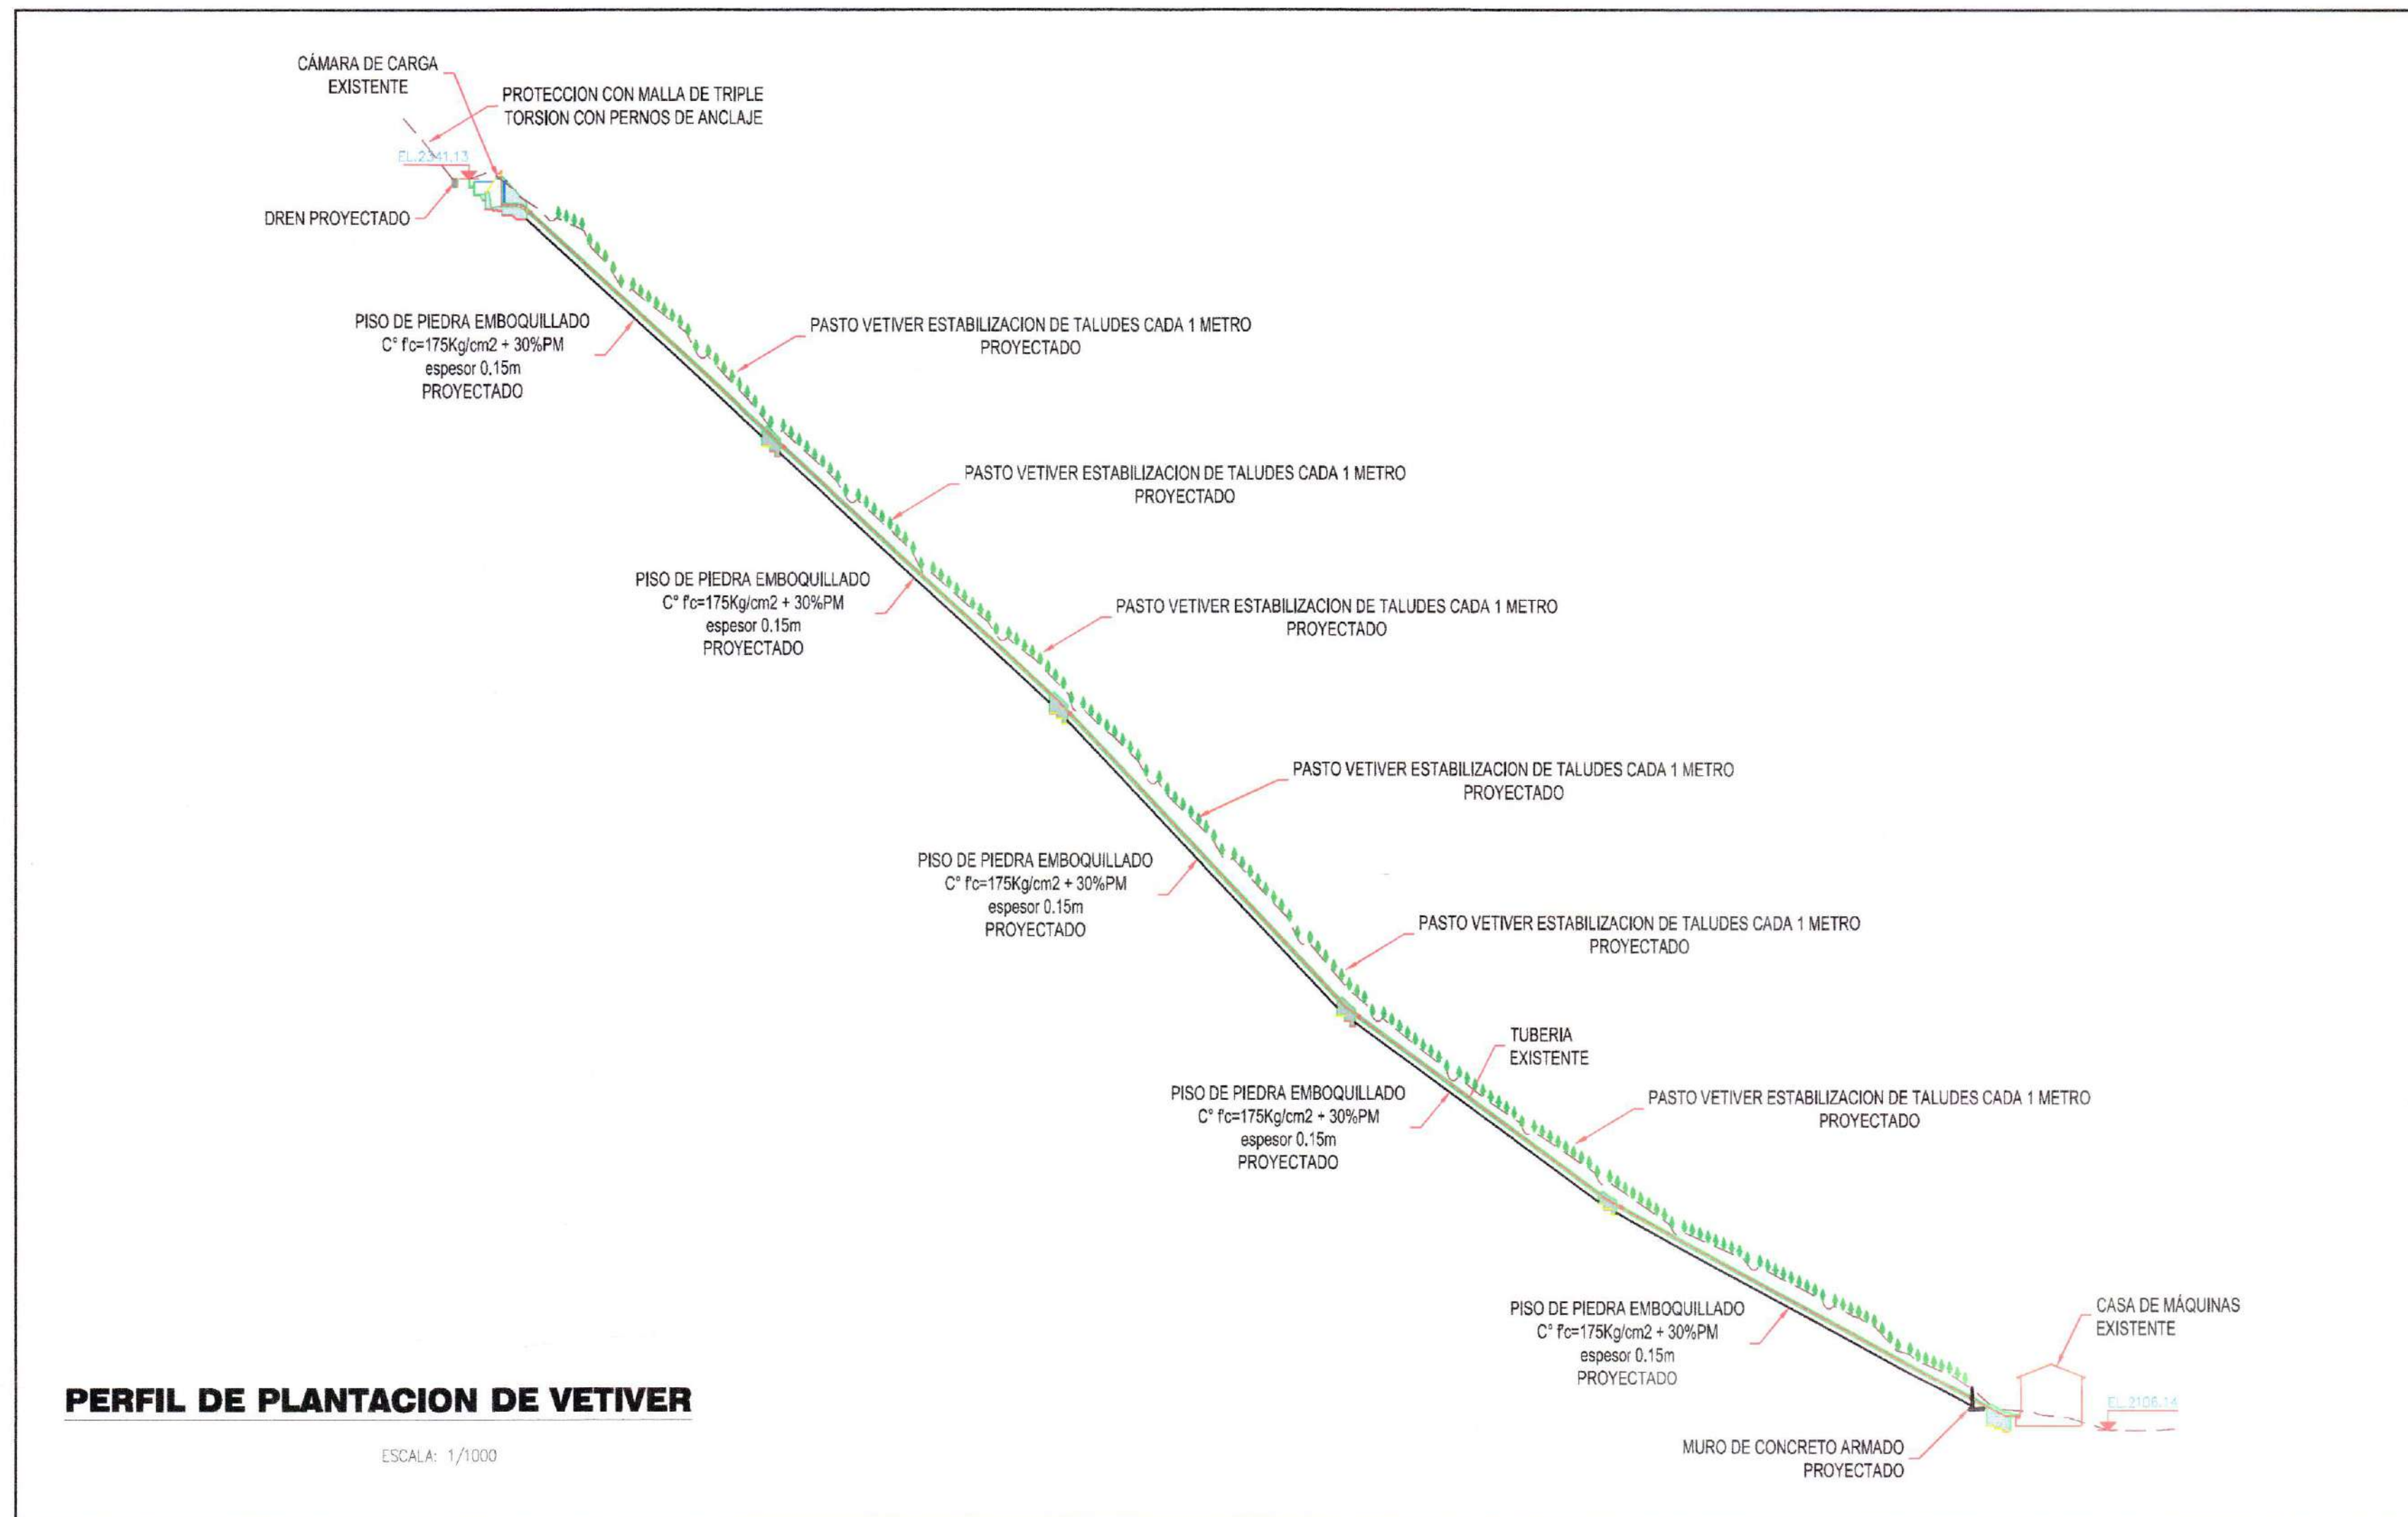 CÁMARA DE CARGA
EXISTENTE
PROTECCION CON MALLA DE TRIPLE
TORSION CON PERNOS DE ANCLAJE
EL.2341.13
DREN PROYECTADO
PISO DE PIEDRA EMBOQUILLADO
C° f'c=175Kg/cm2 + 30%PM
espesor 0.15m
PROYECTADO
PASTO VETIVER ESTABILIZACION DE TALUDES CADA 1 METRO
PROYECTADO
PASTO VETIVER ESTABILIZACION DE TALUDES CADA 1 METRO
PROYECTADO
PISO DE PIEDRA EMBOQUILLADO
C° f'c=175Kg/cm2 + 30%PM
espesor 0.15m
PROYECTADO
PASTO VETIVER ESTABILIZACION DE TALUDES CADA 1 METRO
PROYECTADO
PASTO VETIVER ESTABILIZACION DE TALUDES CADA 1 METRO
PROYECTADO
PISO DE PIEDRA EMBOQUILLADO
C° f'c=175Kg/cm2 + 30%PM
espesor 0.15m
PROYECTADO
PASTO VETIVER ESTABILIZACION DE TALUDES CADA 1 METRO
PROYECTADO
TUBERIA
EXISTENTE
PISO DE PIEDRA EMBOQUILLADO
C° f'c=175Kg/cm2 + 30%PM
espesor 0.15m
PROYECTADO
PASTO VETIVER ESTABILIZACION DE TALUDES CADA 1 METRO
PROYECTADO
PISO DE PIEDRA EMBOQUILLADO
C° f'c=175Kg/cm2 + 30%PM
espesor 0.15m
PROYECTADO
CASA DE MÁQUINAS
EXISTENTE
EL.2106.14
MURO DE CONCRETO ARMADO
PROYECTADO
PERFIL DE PLANTACION DE VETIVER
ESCALA: 1/1000